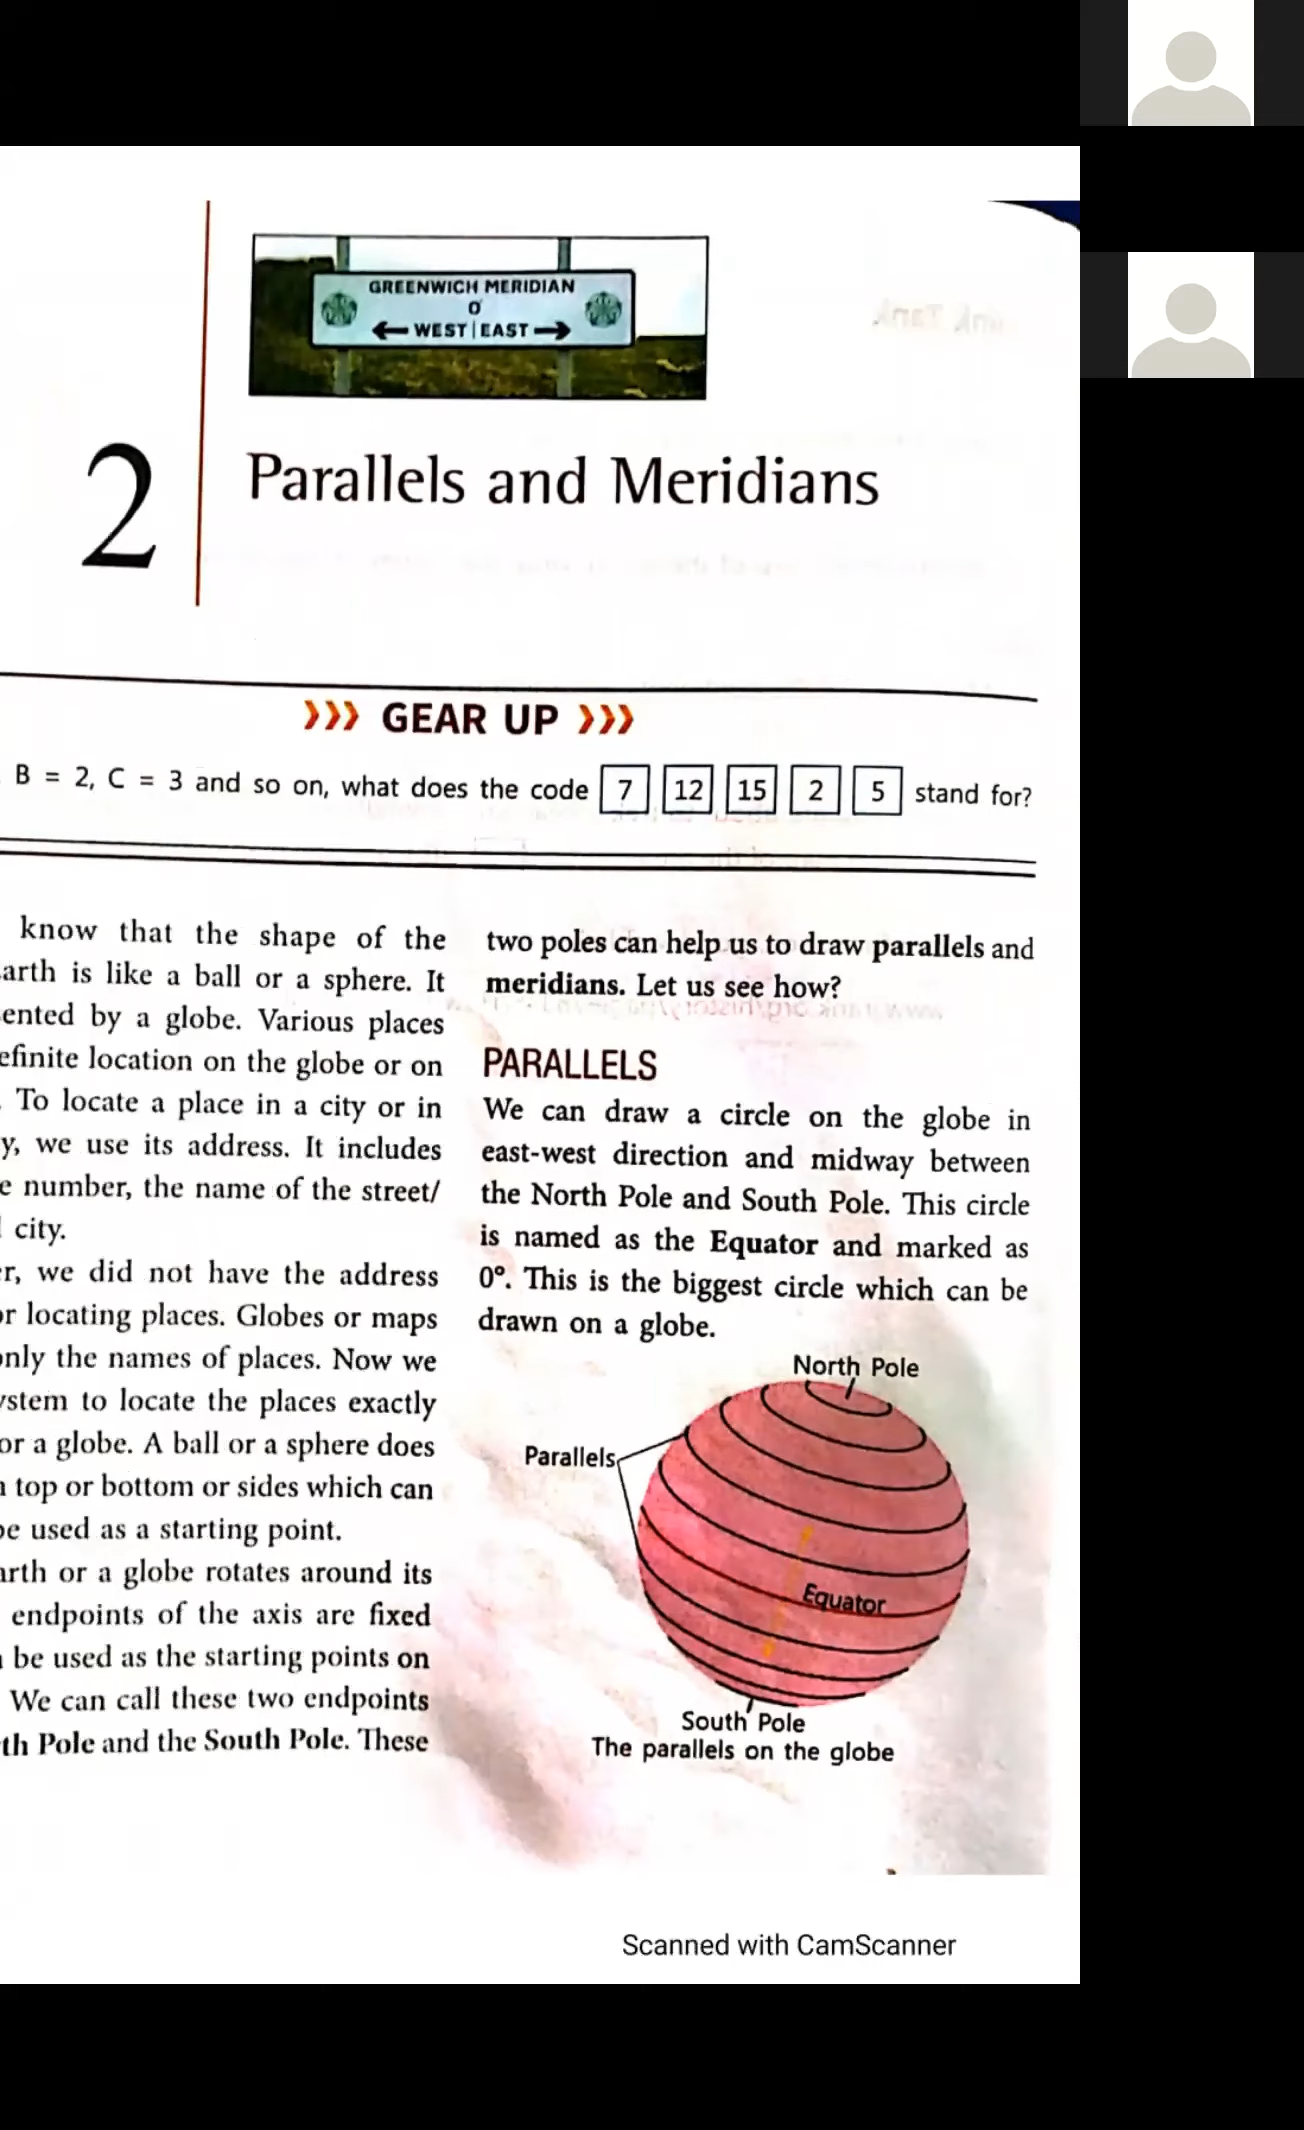 GREENWICH MERIDIAN
0°
WEST | EAST
2
Parallels and Meridians
GEAR UP
B = 2, C = 3 and so on, what does the code 7 12 15 2 5 stand for?
know that the shape of the
arth is like a ball or a sphere. It
ented by a globe. Various places
efinite location on the globe or on
. To locate a place in a city or in
y, we use its address. It includes
e number, the name of the street/
city.
r, we did not have the address
or locating places. Globes or maps
only the names of places. Now we
ystem to locate the places exactly
or a globe. A ball or a sphere does
top or bottom or sides which can
be used as a starting point.
arth or a globe rotates around its
endpoints of the axis are fixed
be used as the starting points on
We can call these two endpoints
th Pole and the South Pole. These
two poles can help us to draw parallels and
meridians. Let us see how?
PARALLELS
We can draw a circle on the globe in
east-west direction and midway between
the North Pole and South Pole. This circle
is named as the Equator and marked as
0°. This is the biggest circle which can be
drawn on a globe.
North Pole
Parallels
Equator
South Pole
The parallels on the globe
Scanned with CamScanner